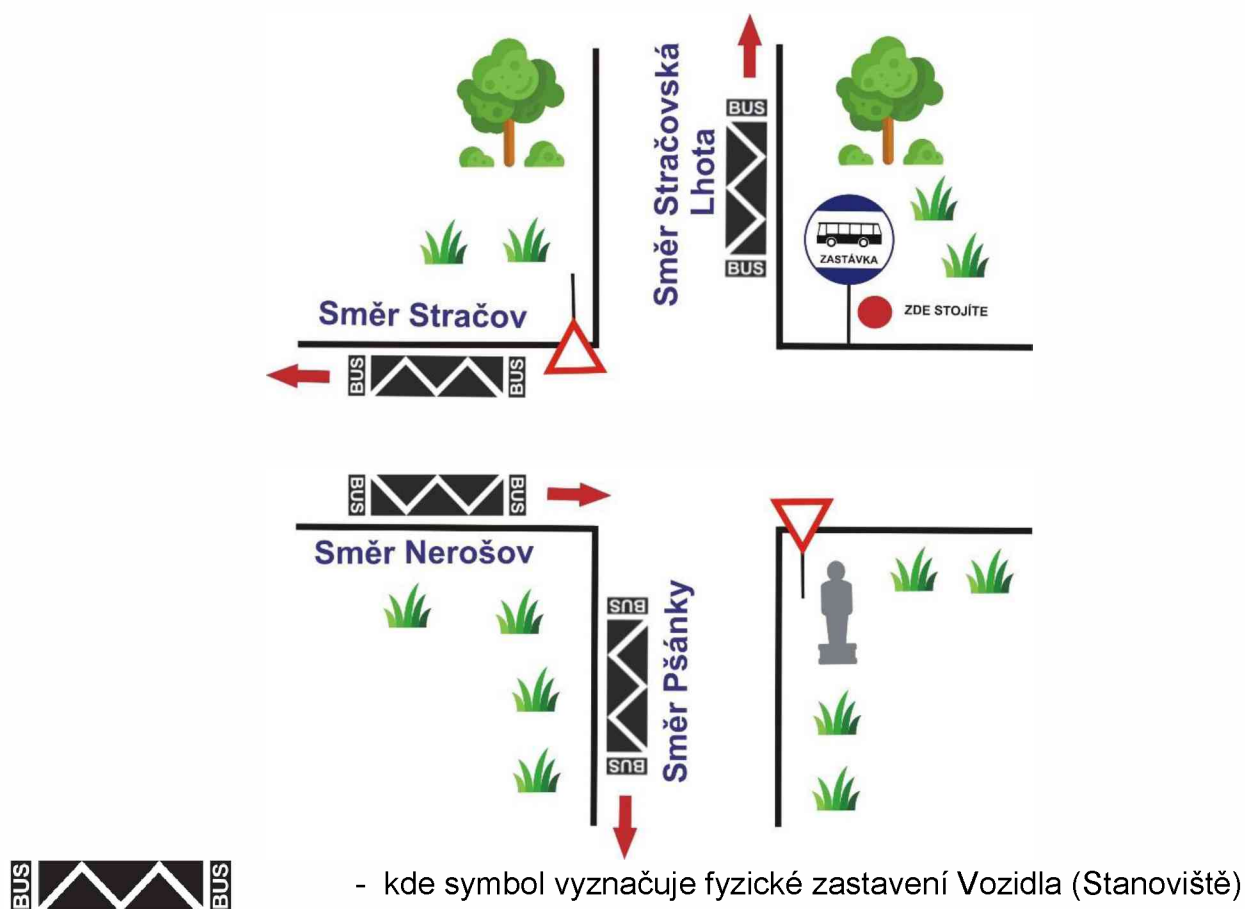 Směr Stračovská
Lhota
BUS
BUS
ZASTÁVKA
ZDE STOJÍTE
Směr Stračov
BUS
BUS
BUS
BUS
Směr Nerošov
BUS
BUS
Směr Pšánky
BUS
BUS
- kde symbol vyznačuje fyzické zastavení Vozidla (Stanoviště)